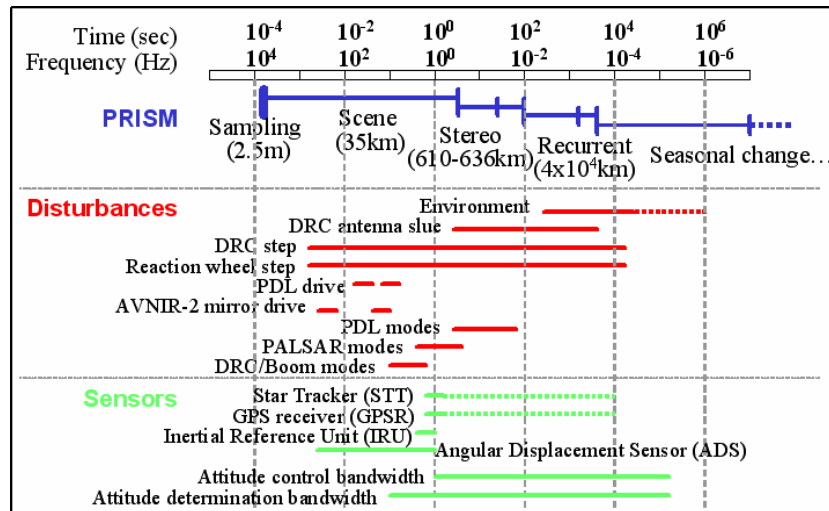 Time (sec) 10⁻⁴ 10⁻² 10⁰ 10² 10⁴ 10⁶
Frequency (Hz) 10⁴ 10² 10⁰ 10⁻² 10⁻⁴ 10⁻⁶
PRISM
Sampling
(2.5m)
Scene
(35km)
Stereo
(610-636km)
Recurrent
(4x10⁴km)
Seasonal change...
Disturbances
Environment
DRC antenna slue
DRC step
Reaction wheel step
PDL drive
AVNIR-2 mirror drive
PDL modes
PALSAR modes
DRC/Boom modes
Sensors
Star Tracker (STT)
GPS receiver (GPSR)
Inertial Reference Unit (IRU)
Angular Displacement Sensor (ADS)
Attitude control bandwidth
Attitude determination bandwidth